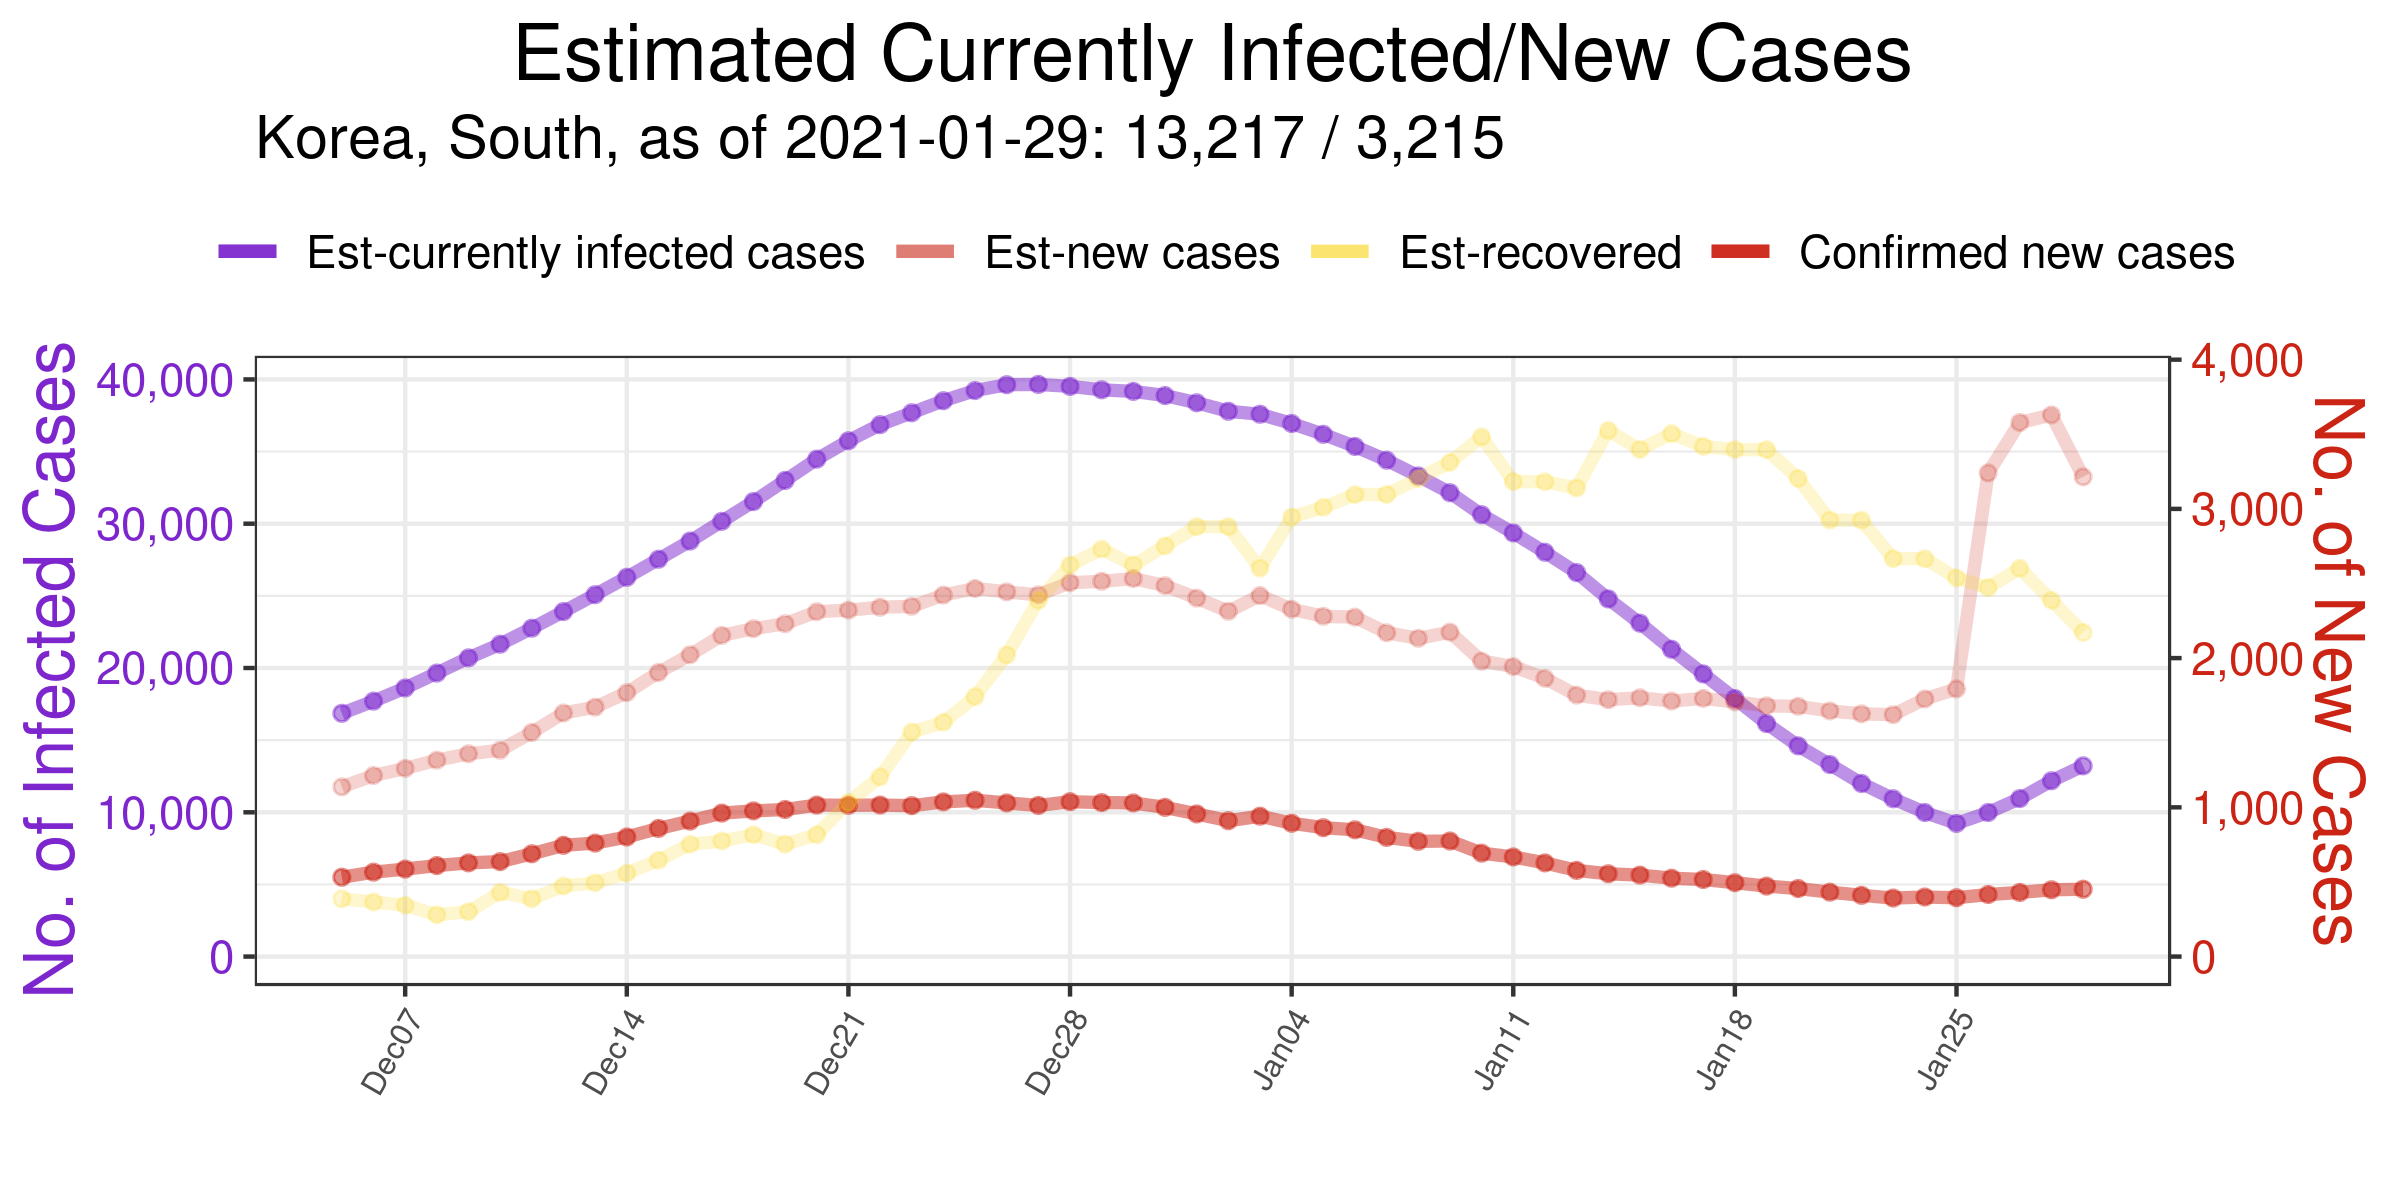 Estimated Currently Infected/New Cases
Korea, South, as of 2021-01-29: 13,217 / 3,215
Est-currently infected cases Est-new cases Est-recovered Confirmed new cases
No. of Infected Cases
40,000
30,000
20,000
10,000
0
4,000
3,000
2,000
1,000
0
No. of New Cases
Dec07 Dec14 Dec21 Dec28 Jan04 Jan11 Jan18 Jan25